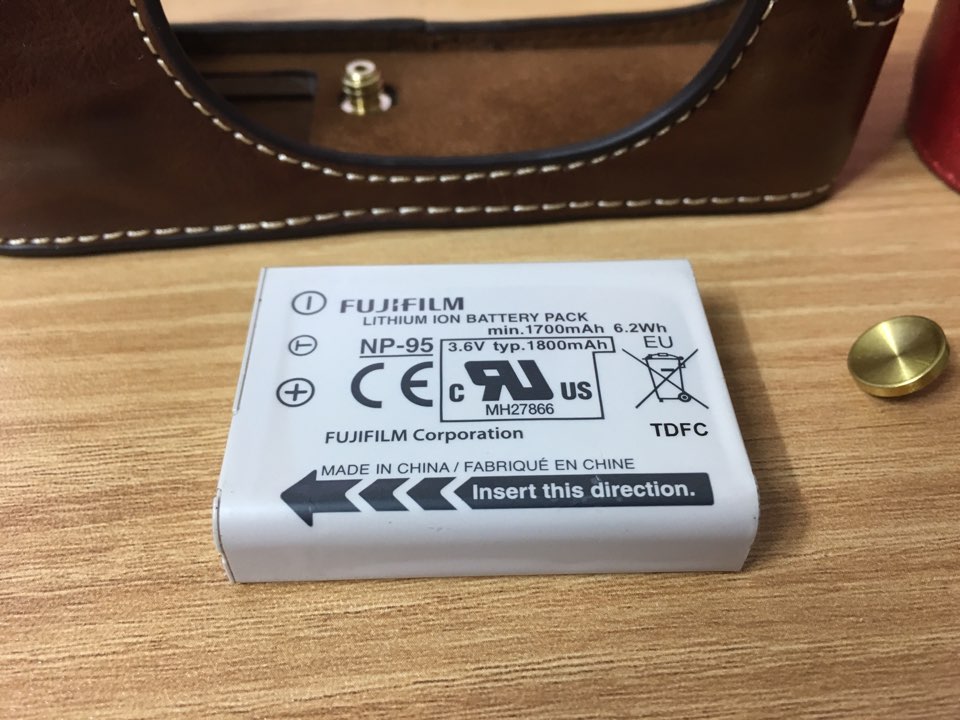 FUJIFILM
LITHIUM ION BATTERY PACK
min.1700mAh 6.2Wh
NP-95 3.6V typ.1800mAh EU
CE C RU US
MH27866
TDFC
FUJIFILM Corporation
MADE IN CHINA / FABRIQUÉ EN CHINE
Insert this direction.